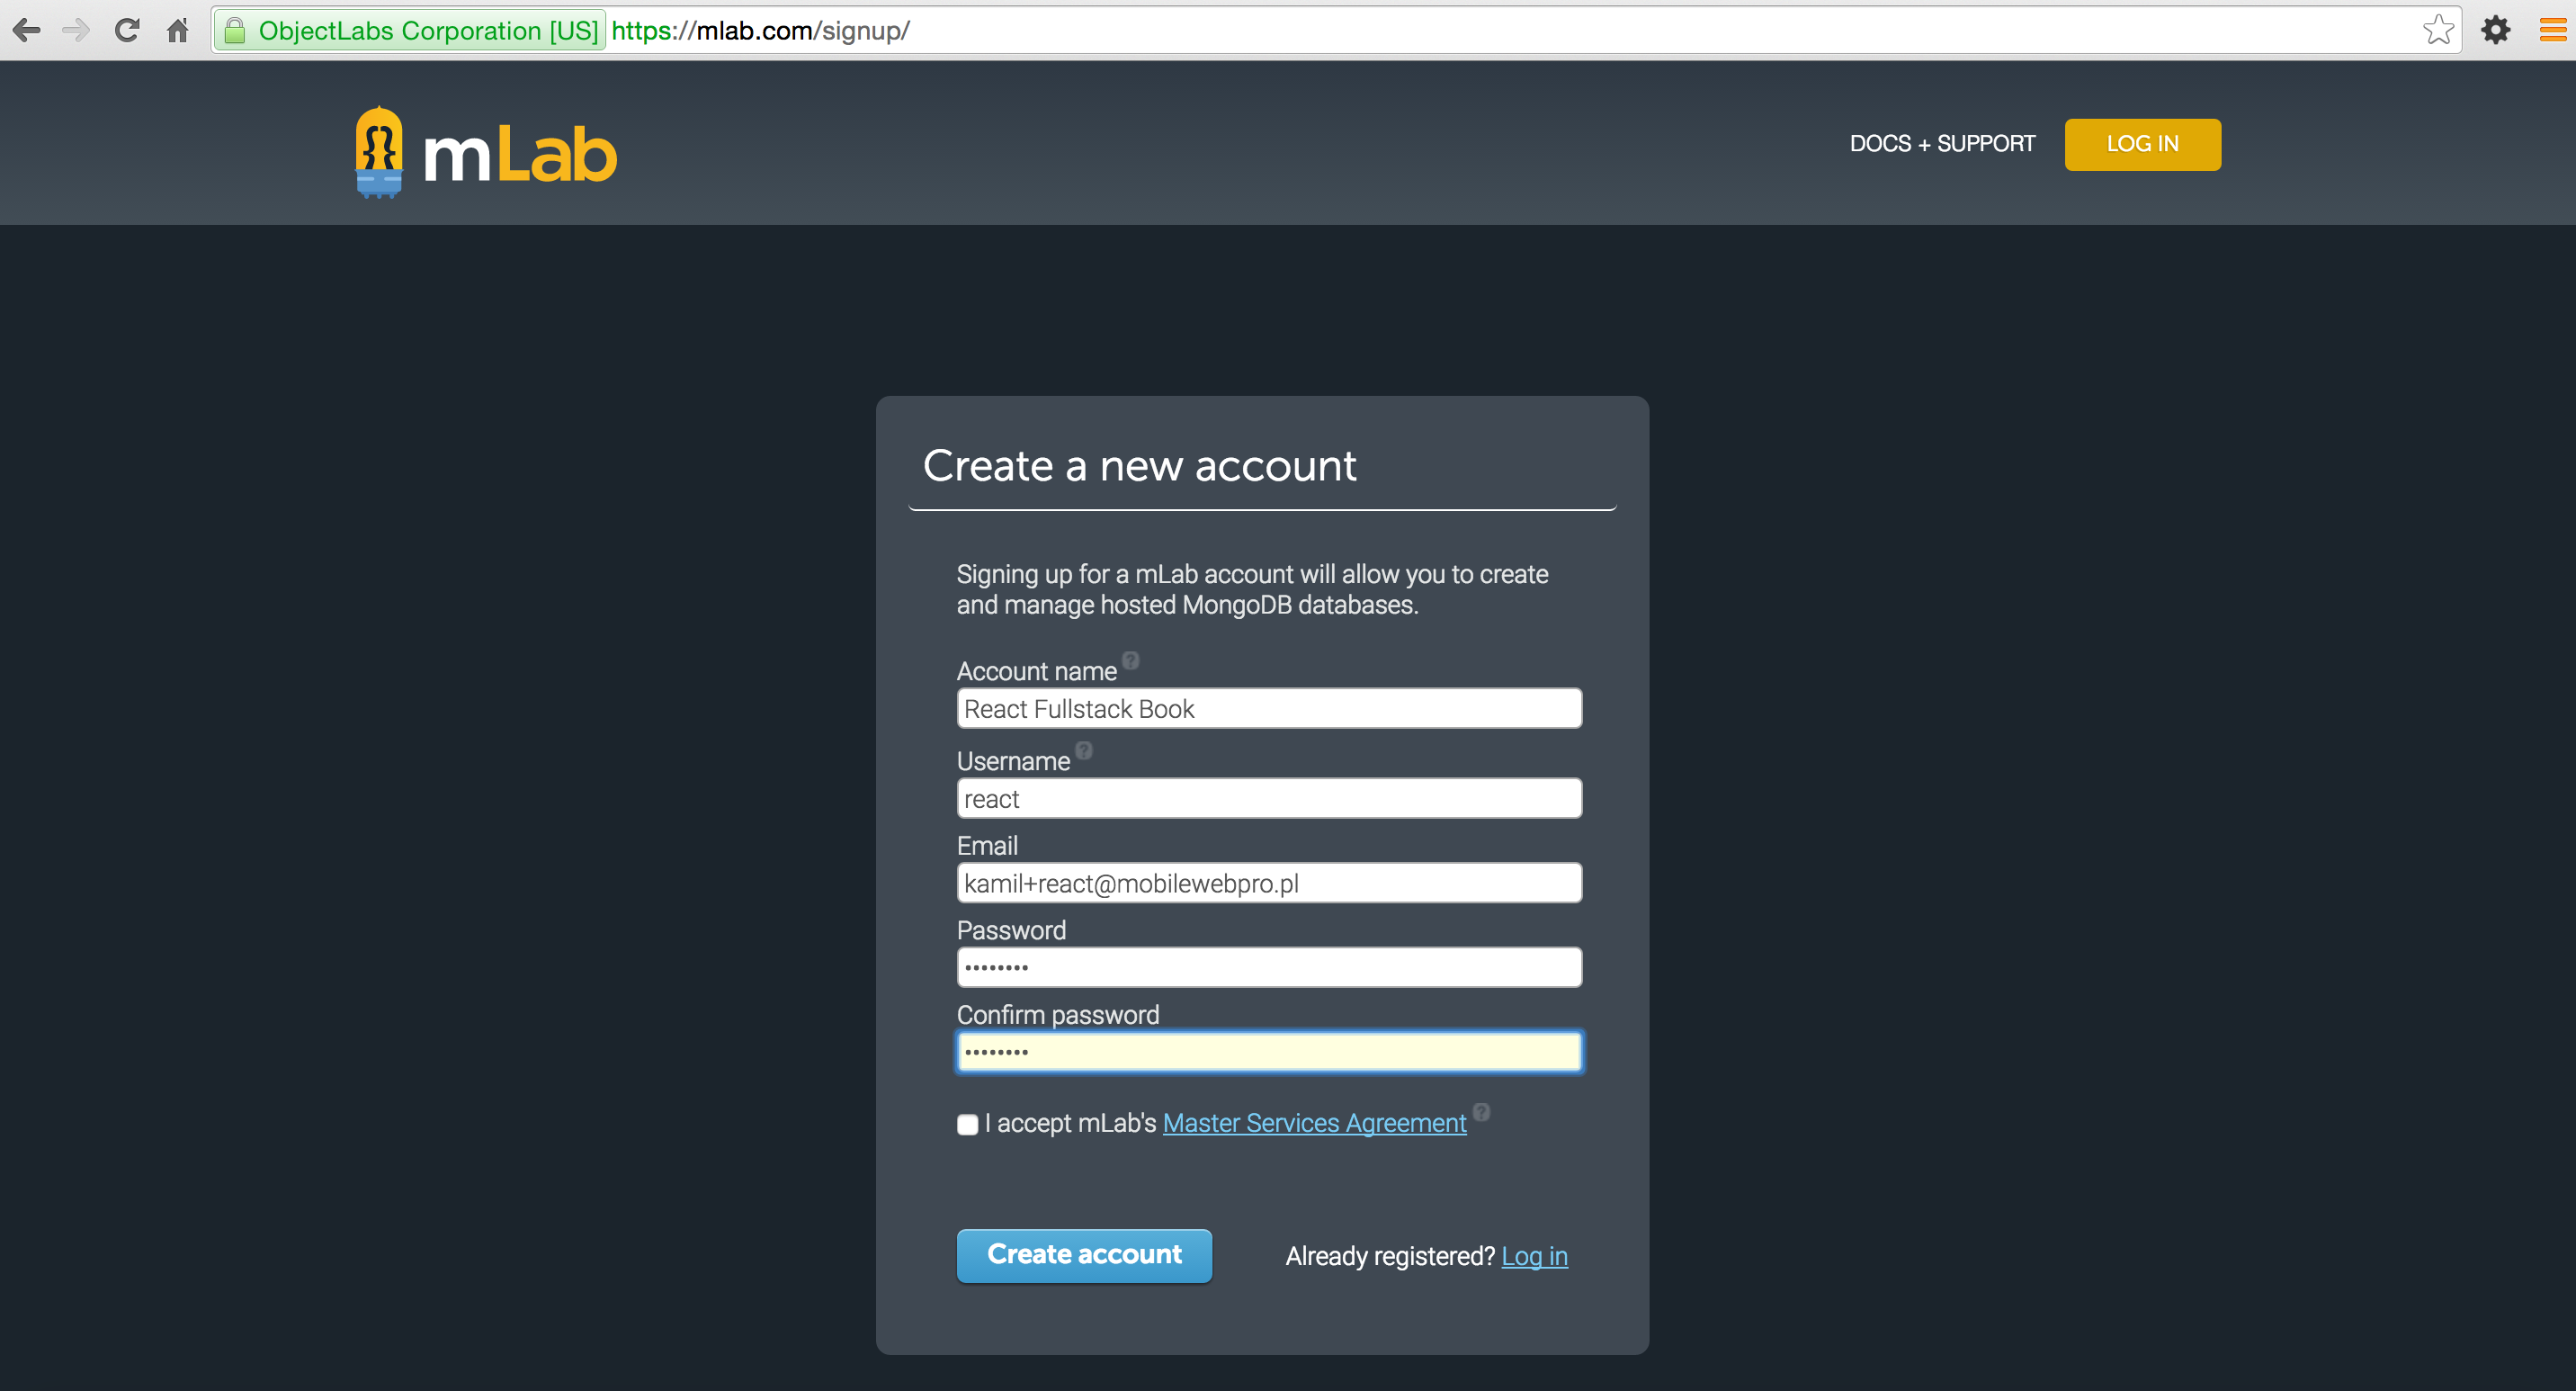 ObjectLabs Corporation [US] https://mlab.com/signup/
mLab
DOCS + SUPPORT
LOG IN
Create a new account
Signing up for a mLab account will allow you to create
and manage hosted MongoDB databases.
Account name ?
React Fullstack Book
Username ?
react
Email
kamil+react@mobilewebpro.pl
Password
••••••••
Confirm password
••••••••
I accept mLab's Master Services Agreement ?
Create account
Already registered? Log in